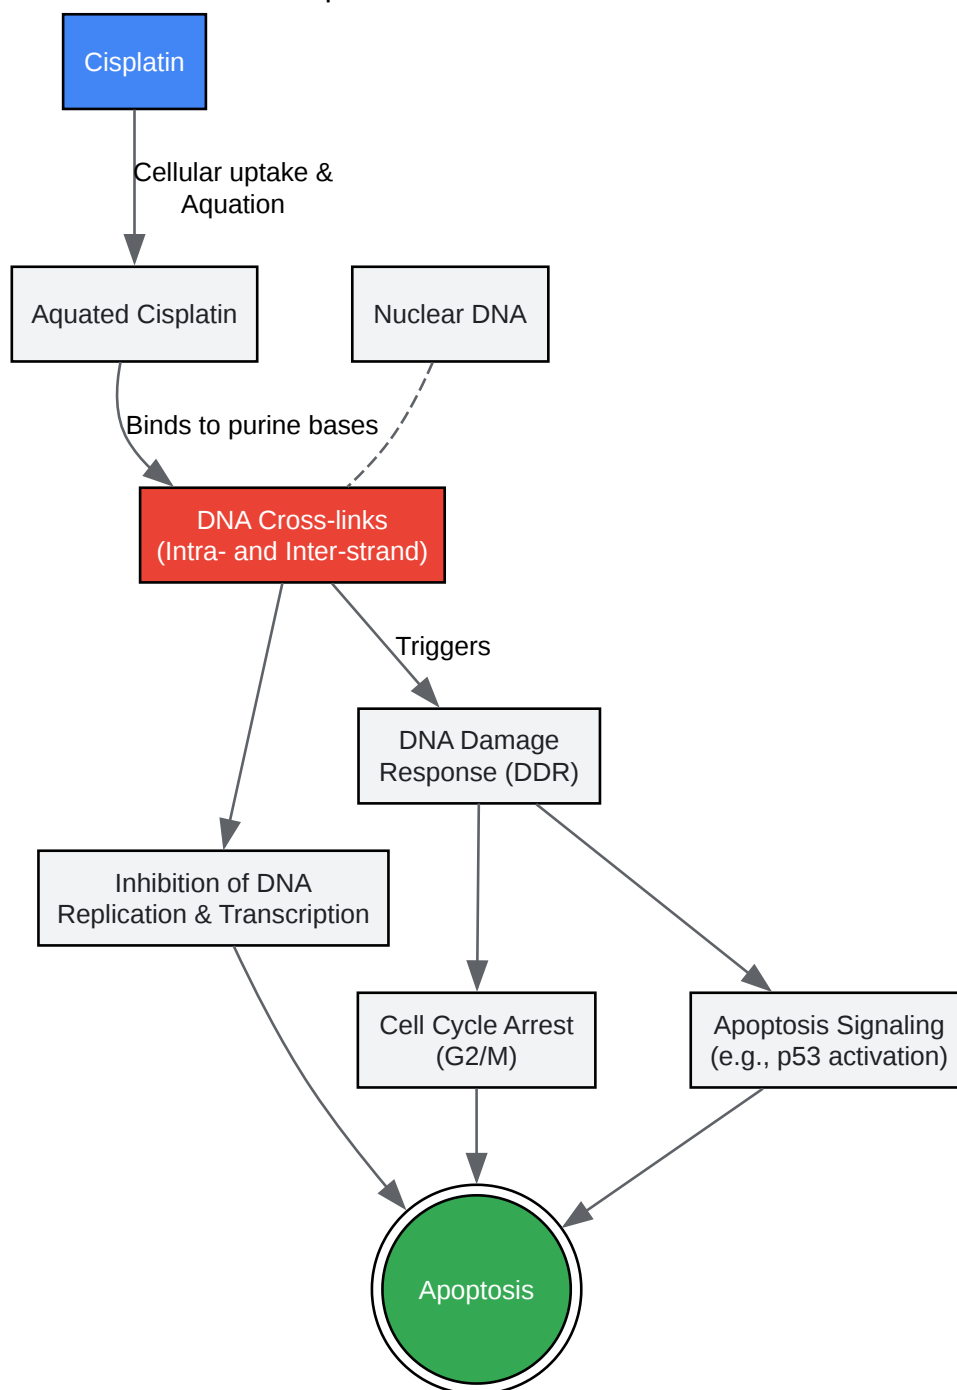 Cisplatin
Cellular uptake &
Aquation
Aquated Cisplatin
Nuclear DNA
Binds to purine bases
DNA Cross-links
(Intra- and Inter-strand)
Triggers
DNA Damage
Response (DDR)
Inhibition of DNA
Replication & Transcription
Cell Cycle Arrest
(G2/M)
Apoptosis Signaling
(e.g., p53 activation)
Apoptosis